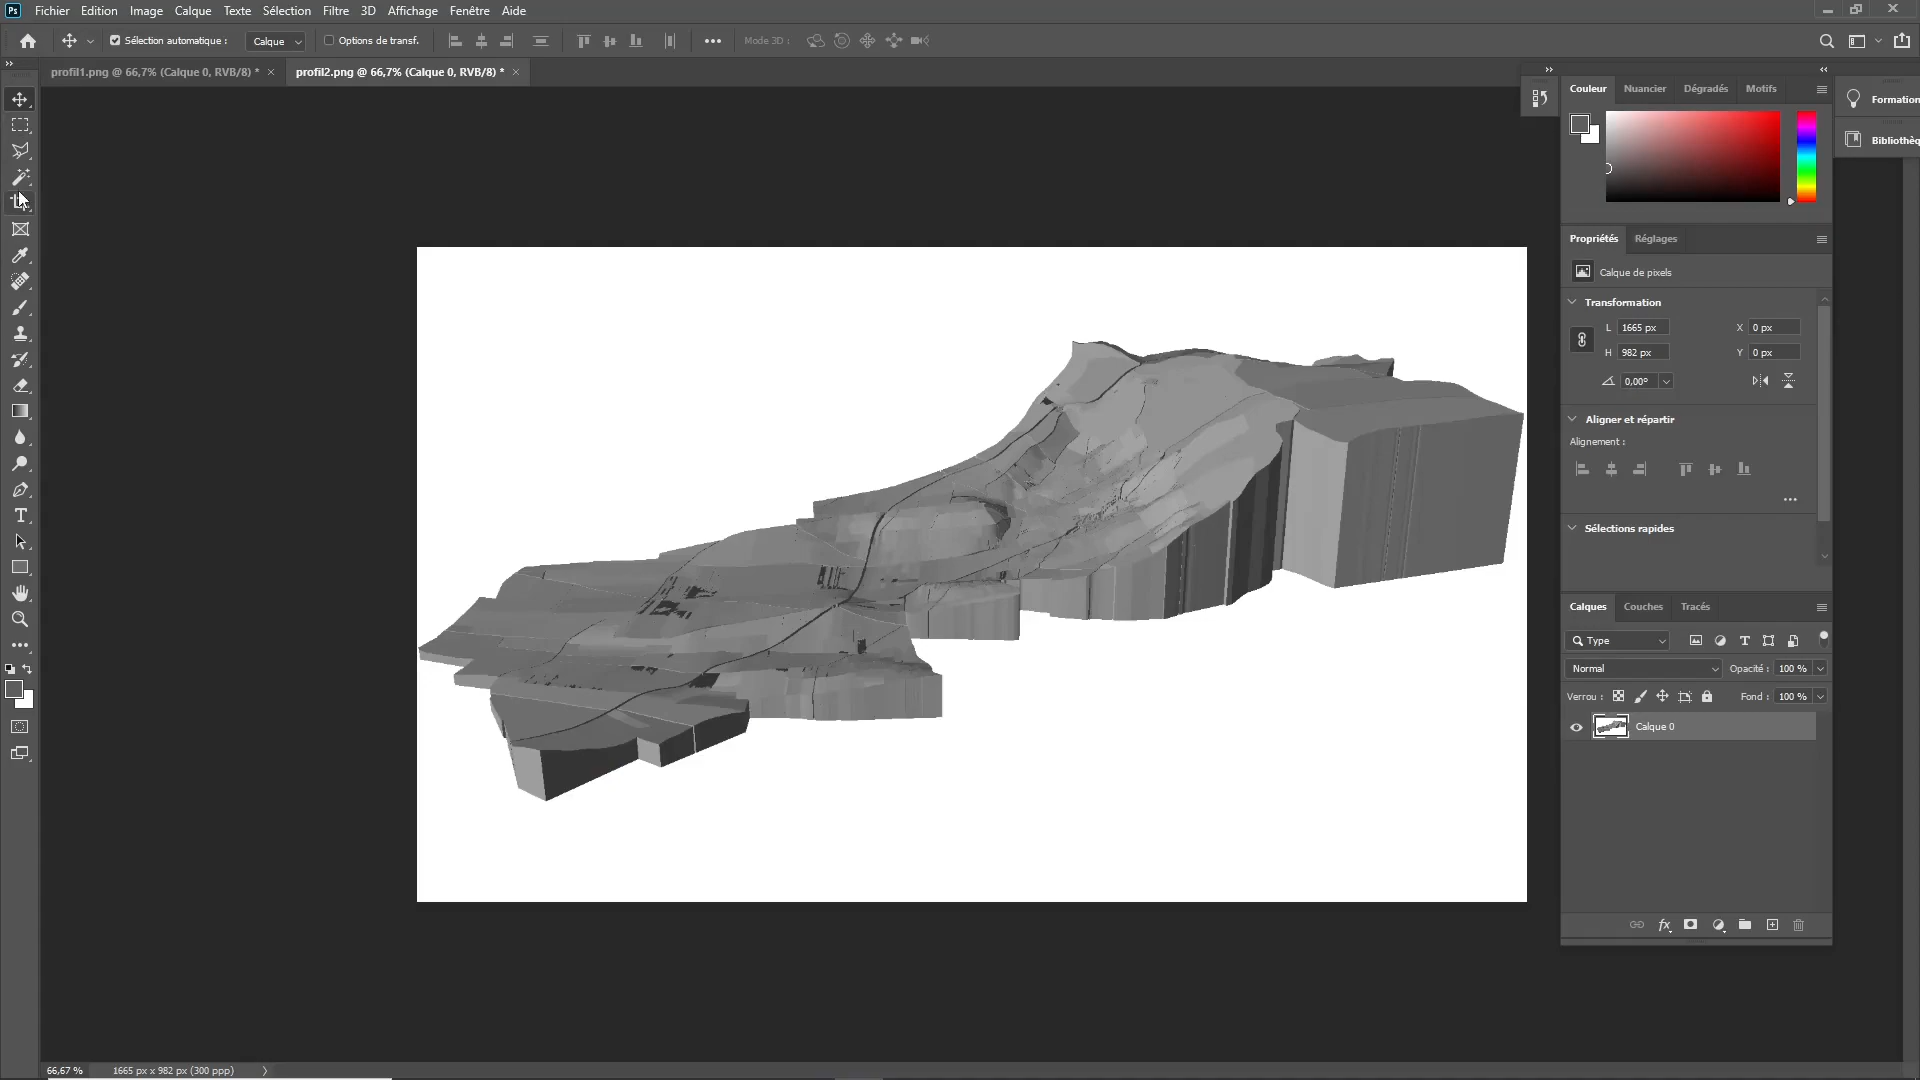 Ps Fichier Edition Image Calque Texte Sélection Filtre 3D Affichage Fenêtre Aide
Sélection automatique : Calque Options de transf. Mode 3D :
profil1.png @ 66,7% (Calque 0, RVB/8) * profil2.png @ 66,7% (Calque 0, RVB/8) *
Couleur Nuancier Dégradés Motifs
Formation
Bibliothèq
Propriétés Réglages
Calque de pixels
Transformation
L 1665 px X 0 px
H 982 px Y 0 px
0,00°
Aligner et répartir
Alignement :
Sélections rapides
Calques Couches Tracés
Type
Normal Opacité : 100 %
Verrou : Fond : 100 %
Calque 0
fx
66,67 % 1665 px x 982 px (300 ppp)